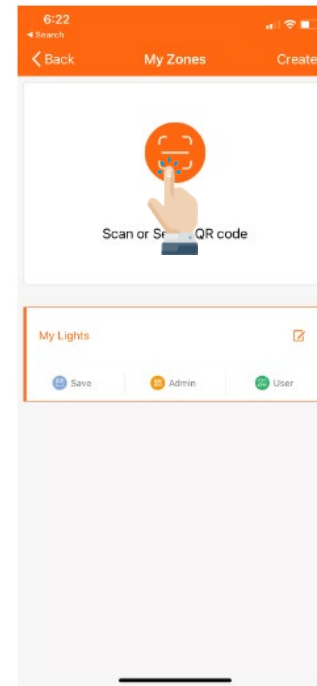 6:22
Search
Back My Zones Create
Scan or QR code
My Lights
Save Admin User